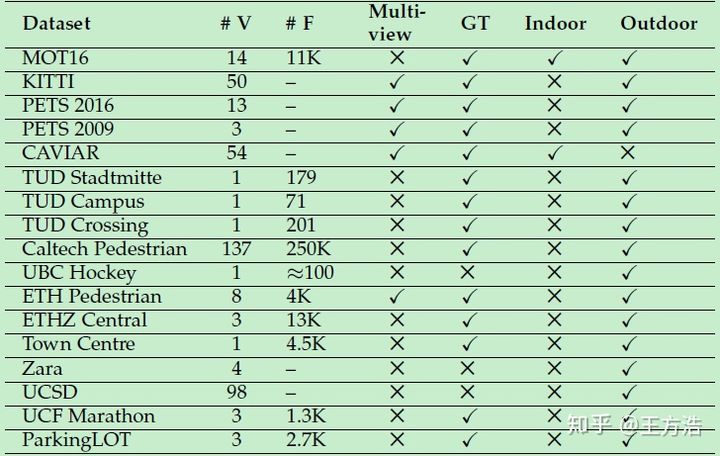 Dataset # V # F Multi-view GT Indoor Outdoor
MOT16 14 11K ✕ ✓ ✓ ✓
KITTI 50 – ✓ ✓ ✕ ✓
PETS 2016 13 – ✓ ✓ ✕ ✓
PETS 2009 3 – ✓ ✓ ✕ ✓
CAVIAR 54 – ✓ ✓ ✓ ✕
TUD Stadtmitte 1 179 ✕ ✓ ✕ ✓
TUD Campus 1 71 ✕ ✓ ✕ ✓
TUD Crossing 1 201 ✕ ✓ ✕ ✓
Caltech Pedestrian 137 250K ✕ ✓ ✕ ✓
UBC Hockey 1 ≈100 ✕ ✕ ✕ ✓
ETH Pedestrian 8 4K ✓ ✓ ✕ ✓
ETHZ Central 3 13K ✕ ✓ ✕ ✓
Town Centre 1 4.5K ✕ ✓ ✕ ✓
Zara 4 – ✕ ✕ ✕ ✓
UCSD 98 – ✕ ✕ ✕ ✓
UCF Marathon 3 1.3K ✕ ✓ ✕ ✓
ParkingLOT 3 2.7K ✕ ✓ ✕ ✓
知乎 @王方浩